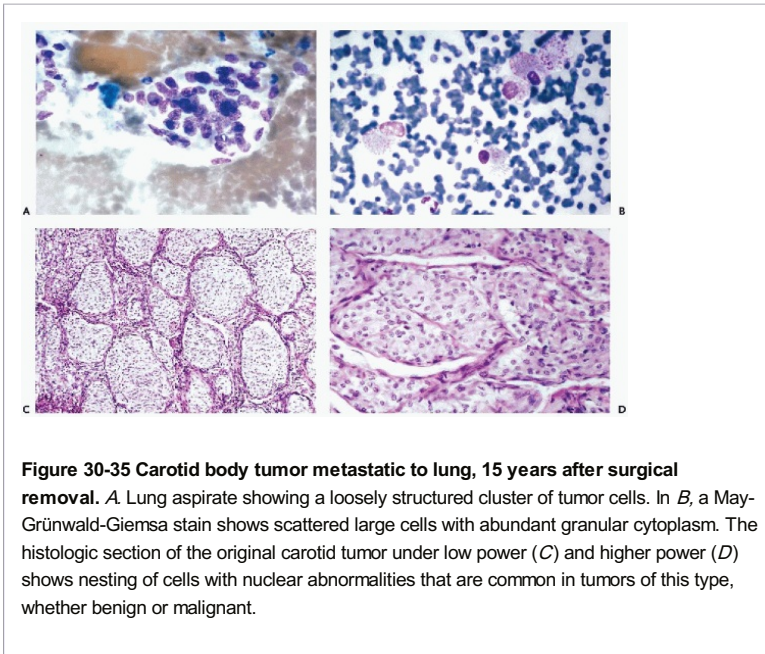 A
B
C
D
Figure 30-35 Carotid body tumor metastatic to lung, 15 years after surgical
removal. A. Lung aspirate showing a loosely structured cluster of tumor cells. In B, a May-
Grünwald-Giemsa stain shows scattered large cells with abundant granular cytoplasm. The
histologic section of the original carotid tumor under low power (C) and higher power (D)
shows nesting of cells with nuclear abnormalities that are common in tumors of this type,
whether benign or malignant.